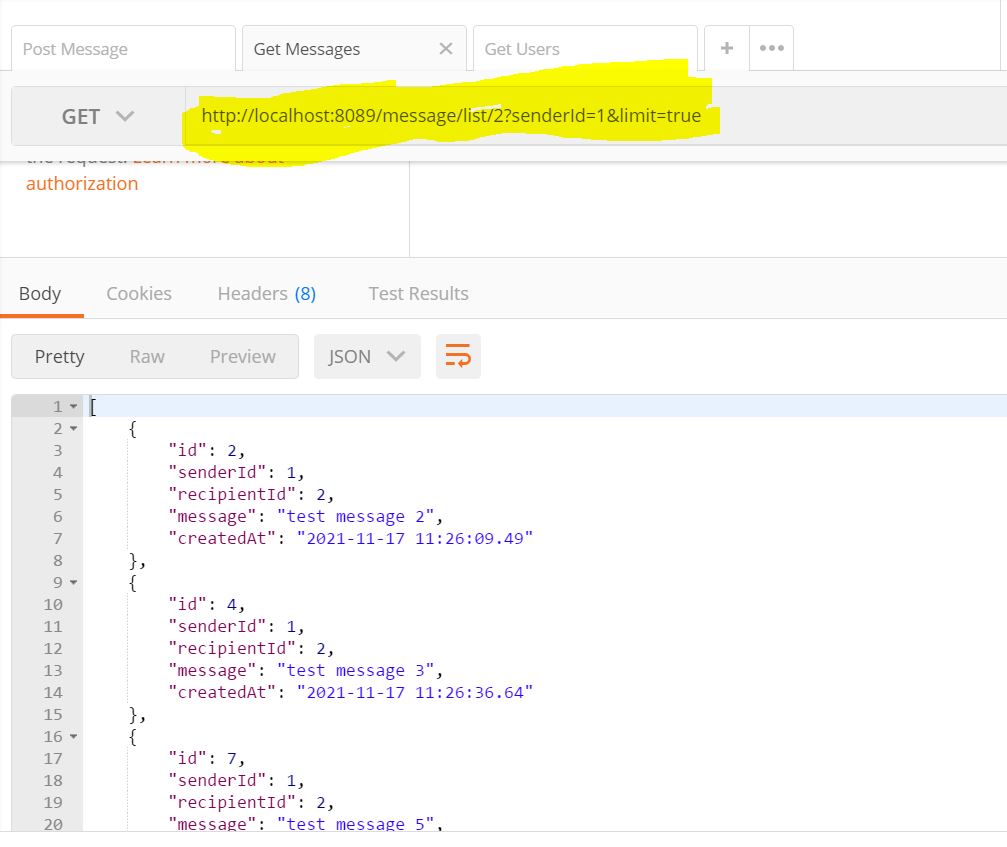 Post Message Get Messages Get Users
GET http://localhost:8089/message/list/2?senderId=1&limit=true
the request. Learn more about
authorization
Body Cookies Headers (8) Test Results
Pretty Raw Preview JSON
1 [
2 {
3 "id": 2,
4 "senderId": 1,
5 "recipientId": 2,
6 "message": "test message 2",
7 "createdAt": "2021-11-17 11:26:09.49"
8 },
9 {
10 "id": 4,
11 "senderId": 1,
12 "recipientId": 2,
13 "message": "test message 3",
14 "createdAt": "2021-11-17 11:26:36.64"
15 },
16 {
17 "id": 7,
18 "senderId": 1,
19 "recipientId": 2,
20 "message": "test message 5",